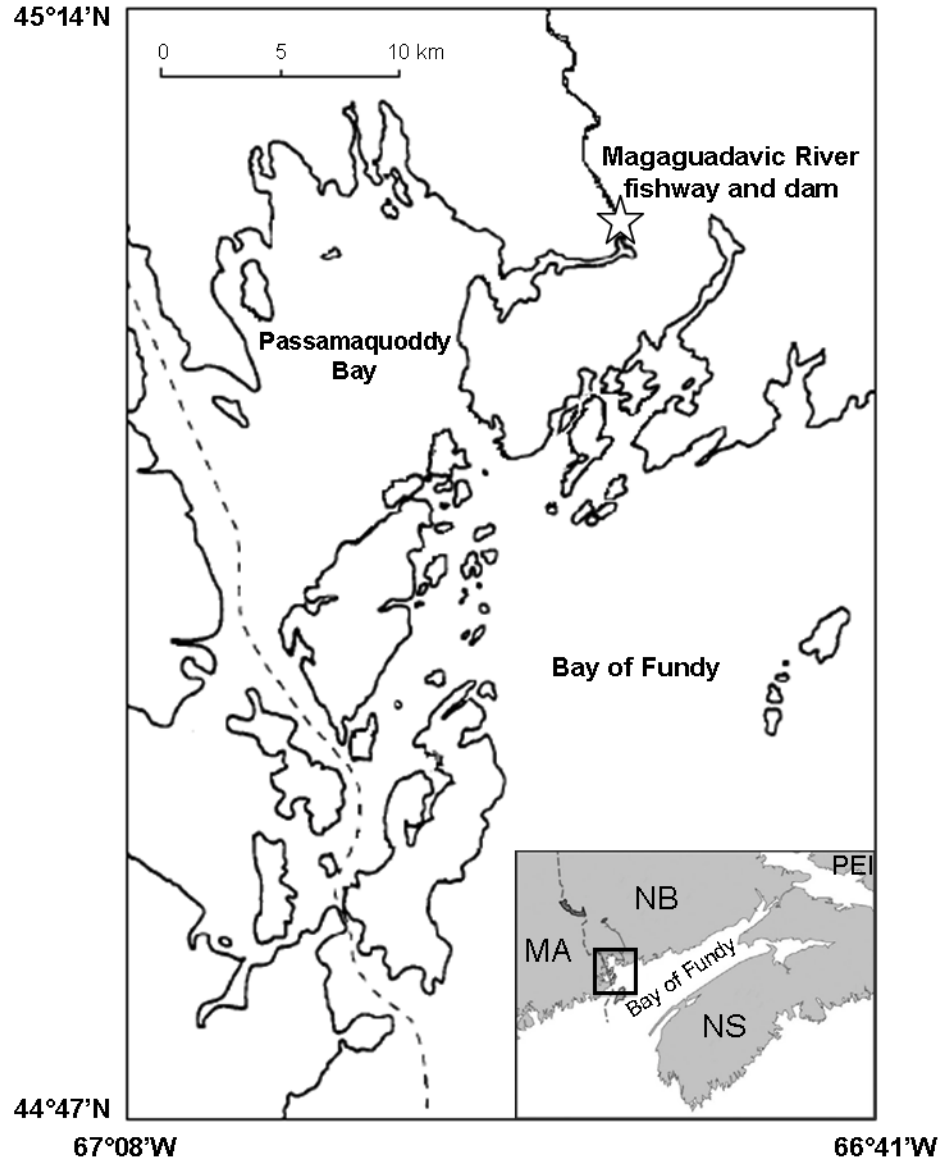 45°14’N
0 5 10 km
Magaguadavic River
fishway and dam
Passamaquoddy
Bay
Bay of Fundy
PEI
NB
MA
Bay of Fundy
NS
44°47’N
67°08’W 66°41’W